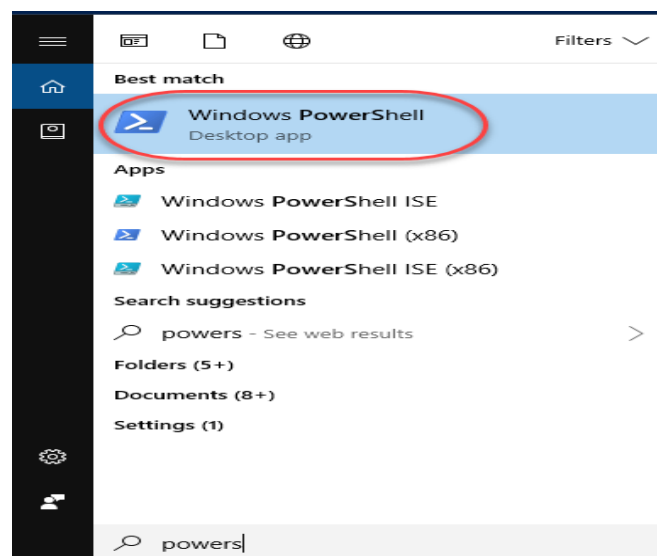 Filters
Best match
Windows PowerShell
Desktop app
Apps
Windows PowerShell ISE
Windows PowerShell (x86)
Windows PowerShell ISE (x86)
Search suggestions
powers - See web results
Folders (5+)
Documents (8+)
Settings (1)
powers